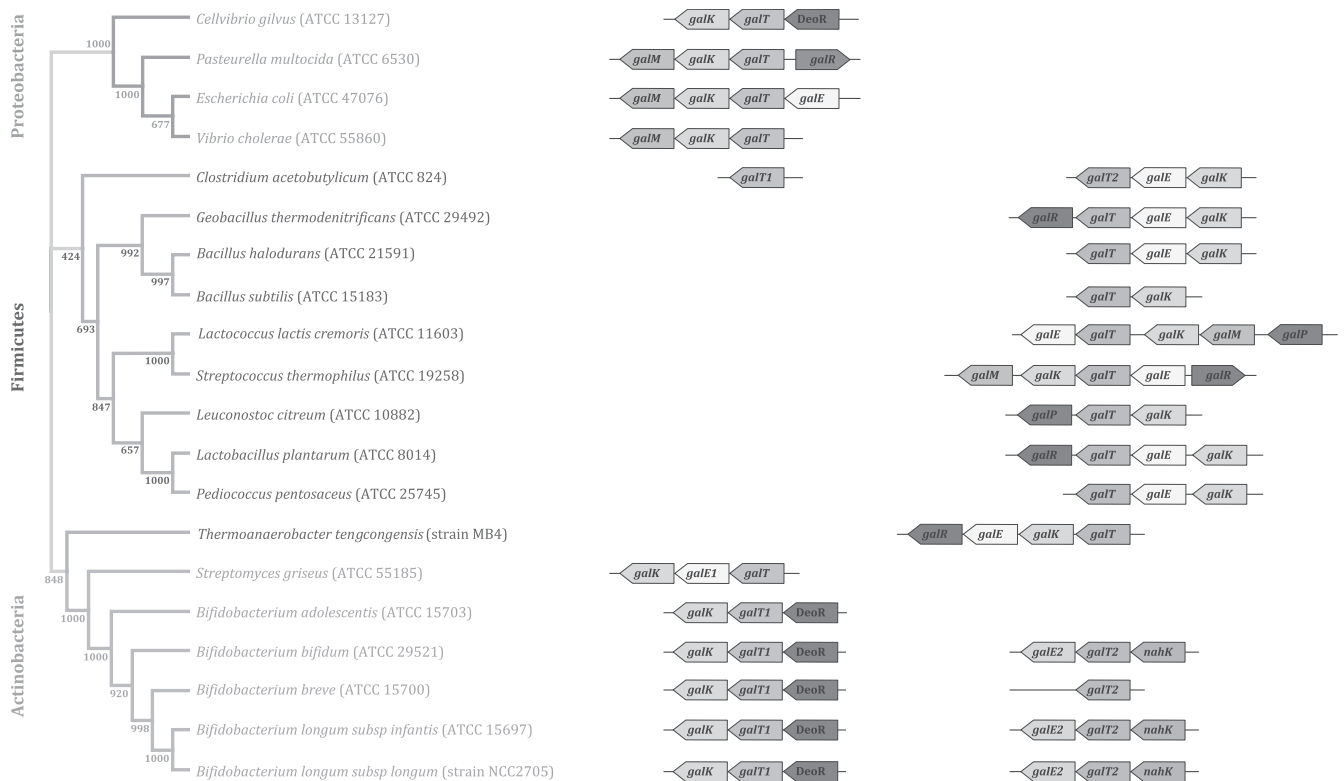 Proteobacteria
Firmicutes
Actinobacteria
Cellvibrio gilvus (ATCC 13127) galK galT DeoR
1000
Pasteurella multocida (ATCC 6530) galM galK galT galR
1000
Escherichia coli (ATCC 47076) galM galK galT galE
677
Vibrio cholerae (ATCC 55860) galM galK galT
Clostridium acetobutylicum (ATCC 824) galT1 galT2 galE galK
Geobacillus thermodenitrificans (ATCC 29492) galR galT galE galK
424
992
Bacillus halodurans (ATCC 21591) galT galE galK
997
Bacillus subtilis (ATCC 15183) galT galK
693
Lactococcus lactis cremoris (ATCC 11603) galE galT galK galM galP
1000
Streptococcus thermophilus (ATCC 19258) galM galK galT galE galR
847
Leuconostoc citreum (ATCC 10882) galP galT galK
657
Lactobacillus plantarum (ATCC 8014) galR galT galE galK
1000
Pediococcus pentosaceus (ATCC 25745) galT galE galK
Thermoanaerobacter tengcongensis (strain MB4) galR galE galK galT
848
Streptomyces griseus (ATCC 55185) galK galE1 galT
1000
Bifidobacterium adolescentis (ATCC 15703) galK galT1 DeoR
1000
Bifidobacterium bifidum (ATCC 29521) galK galT1 DeoR galE2 galT2 nahK
920
Bifidobacterium breve (ATCC 15700) galK galT1 DeoR galT2
998
Bifidobacterium longum subsp infantis (ATCC 15697) galK galT1 DeoR galE2 galT2 nahK
1000
Bifidobacterium longum subsp longum (strain NCC2705) galK galT1 DeoR galE2 galT2 nahK